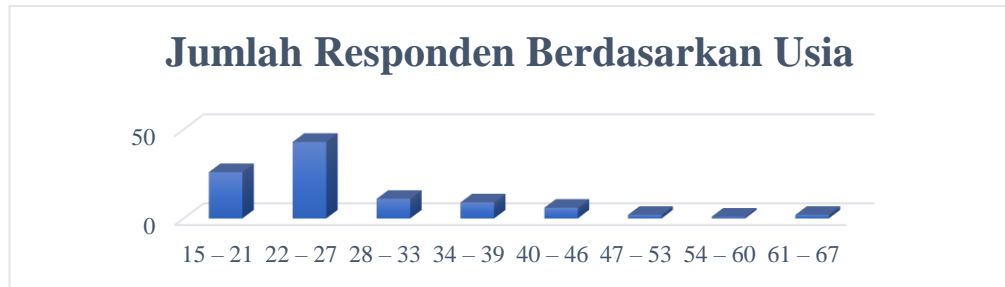 Jumlah Responden Berdasarkan Usia
50
0
15 – 21 22 – 27 28 – 33 34 – 39 40 – 46 47 – 53 54 – 60 61 – 67